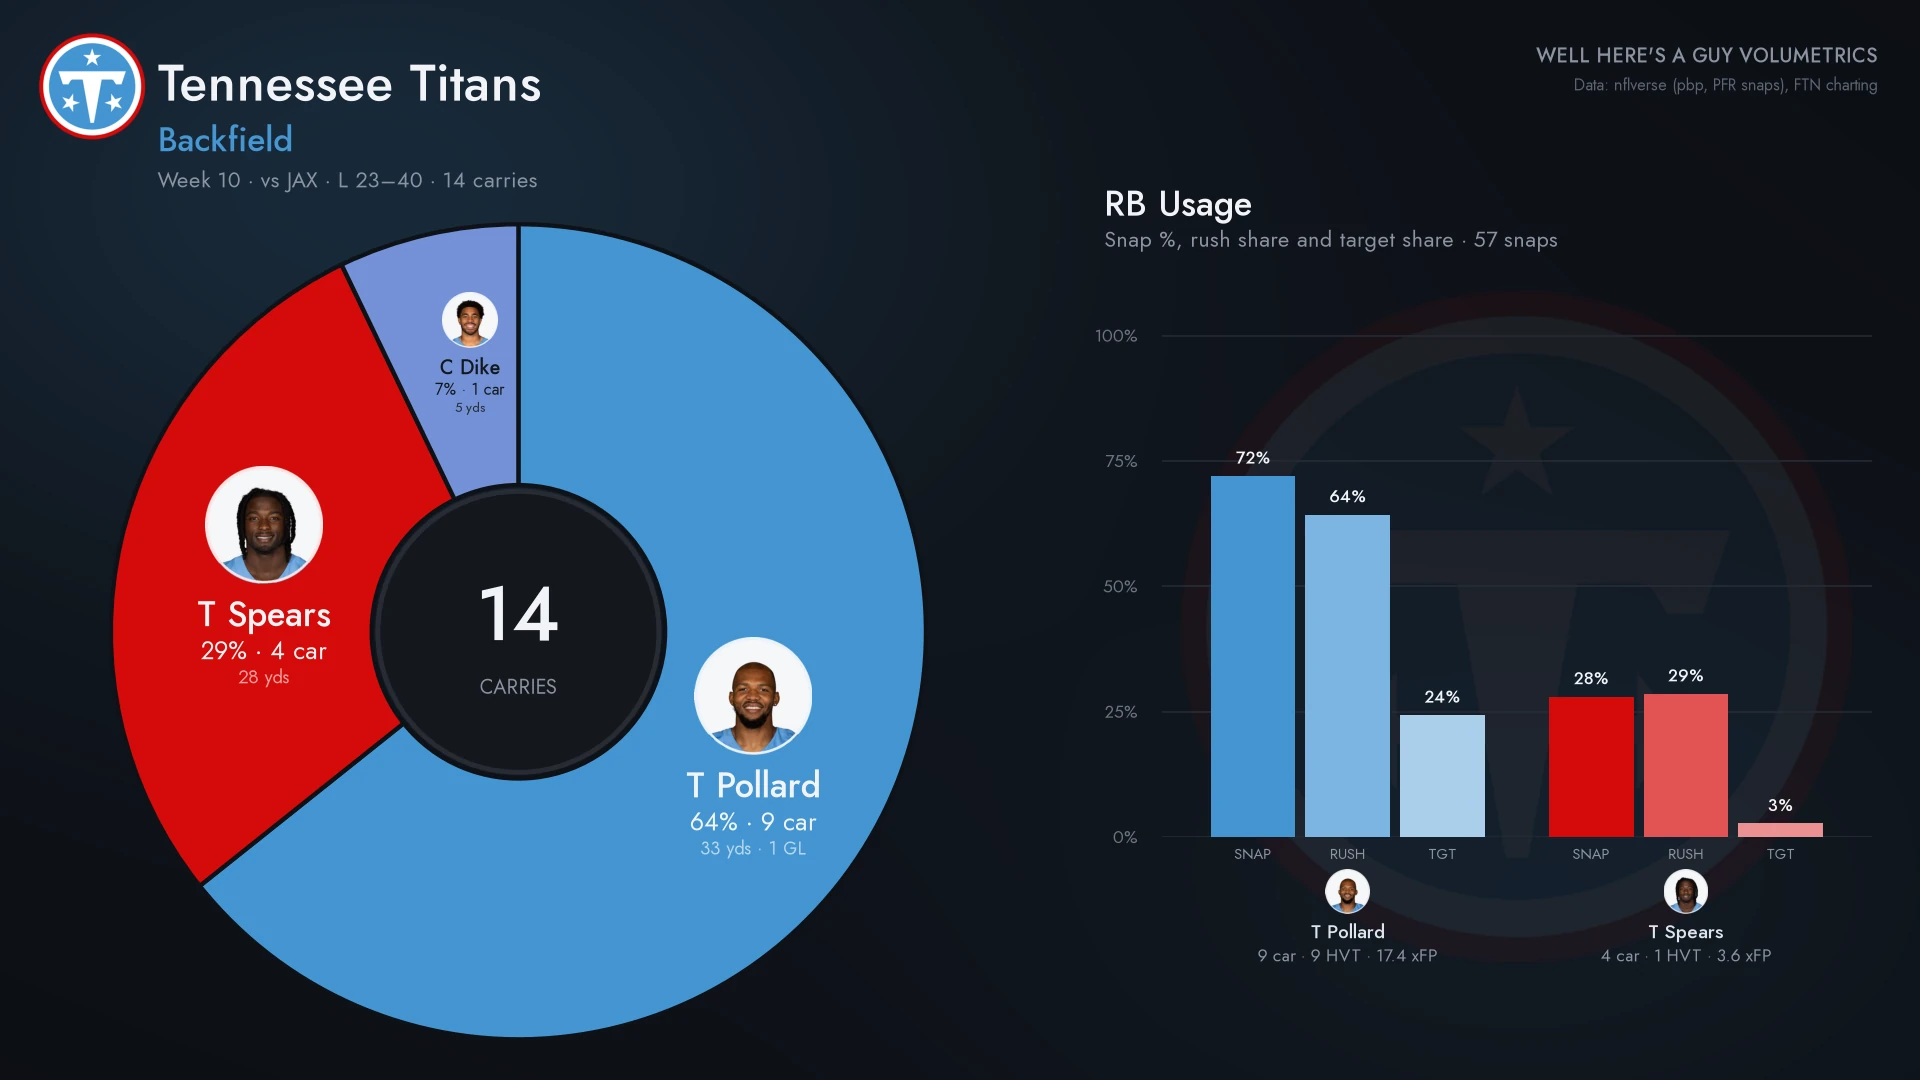 Tennessee Titans
Backfield
Week 10 · vs JAX · L 23–40 · 14 carries
WELL HERE'S A GUY VOLUMETRICS
Data: nflverse (pbp, PFR snaps), FTN charting
C Dike
7% · 1 car
5 yds
T Spears
29% · 4 car
28 yds
14
CARRIES
T Pollard
64% · 9 car
33 yds · 1 GL
RB Usage
Snap %, rush share and target share · 57 snaps
100%
75%
50%
25%
0%
72%
64%
24%
28%
29%
3%
SNAP
RUSH
TGT
SNAP
RUSH
TGT
T Pollard
9 car · 9 HVT · 17.4 xFP
T Spears
4 car · 1 HVT · 3.6 xFP